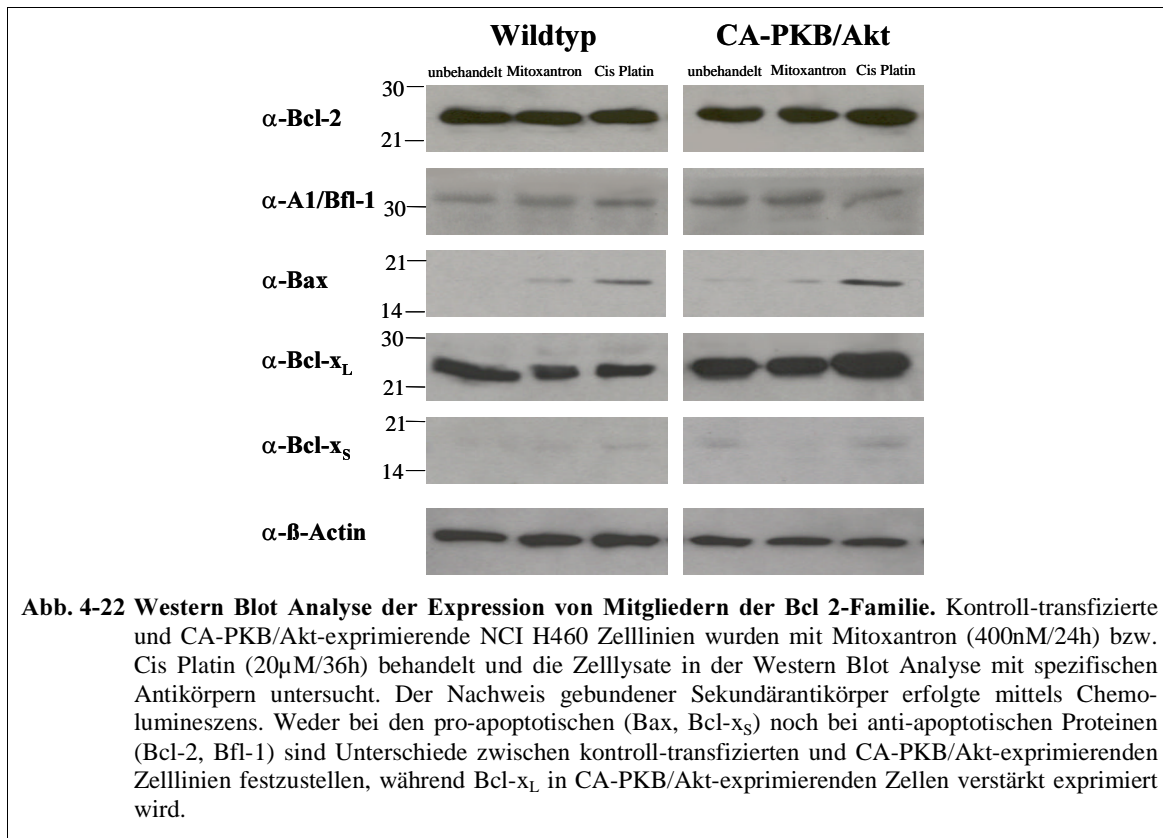 Wildtyp CA-PKB/Akt
unbehandelt Mitoxantron Cis Platin unbehandelt Mitoxantron Cis Platin
30
α-Bcl-2
21
α-A1/Bfl-1
30
21
α-Bax
14
30
α-Bcl-xL
21
21
α-Bcl-xS
14
α-ß-Actin
Abb. 4-22 Western Blot Analyse der Expression von Mitgliedern der Bcl 2-Familie. Kontroll-transfizierte
und CA-PKB/Akt-exprimierende NCI H460 Zelllinien wurden mit Mitoxantron (400nM/24h) bzw.
Cis Platin (20µM/36h) behandelt und die Zelllysate in der Western Blot Analyse mit spezifischen
Antikörpern untersucht. Der Nachweis gebundener Sekundärantikörper erfolgte mittels Chemo-
lumineszens. Weder bei den pro-apoptotischen (Bax, Bcl-xS) noch bei anti-apoptotischen Proteinen
(Bcl-2, Bfl-1) sind Unterschiede zwischen kontroll-transfizierten und CA-PKB/Akt-exprimierenden
Zelllinien festzustellen, während Bcl-xL in CA-PKB/Akt-exprimierenden Zellen verstärkt exprimiert
wird.